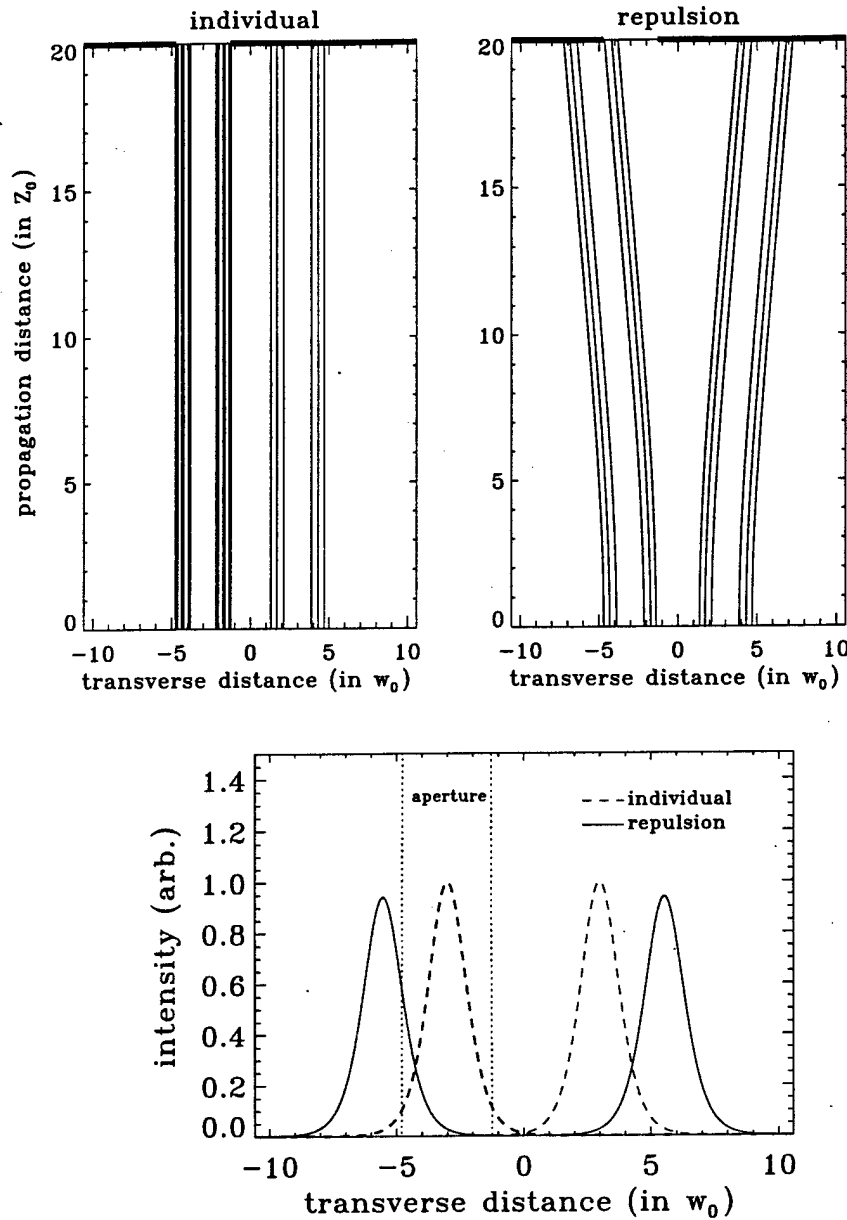 individual
repulsion
20
15
10
5
0
propagation distance (in Z₀)
−10 −5 0 5 10
transverse distance (in w₀)
20
15
10
5
0
−10 −5 0 5 10
transverse distance (in w₀)
1.4
1.2
1.0
0.8
0.6
0.4
0.2
0.0
intensity (arb.)
aperture
individual
repulsion
−10 −5 0 5 10
transverse distance (in w₀)